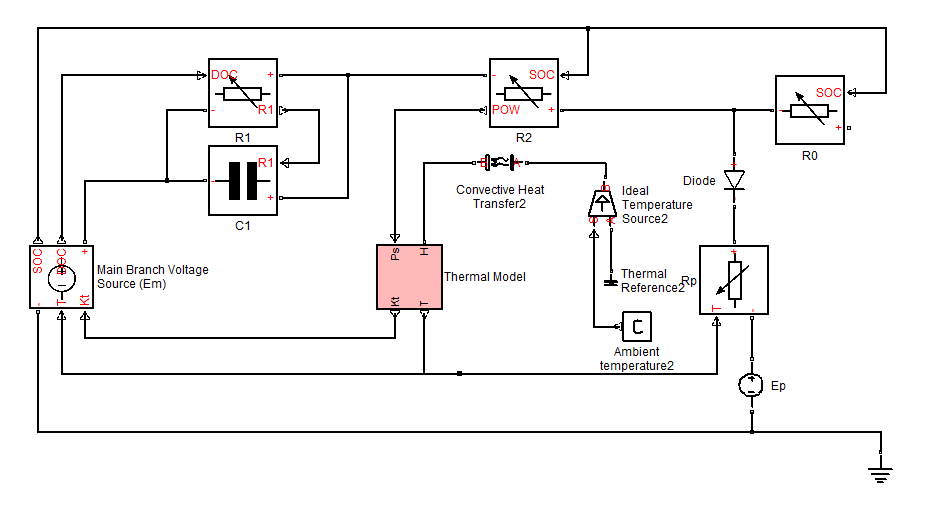 DOC
+
-
R1
R1
R1
-
+
C1
-
SOC
POW
+
R2
SOC
-
+
R0
B
A
Convective Heat
Transfer2
B
S
A
Ideal
Temperature
Source2
Diode
+
SOC
DOC
+
-
T
Kt
Main Branch Voltage
Source (Em)
Ps
H
Kt
T
Thermal Model
Thermal
Reference2
Rp
+
T
-
C
Ambient
temperature2
Ep